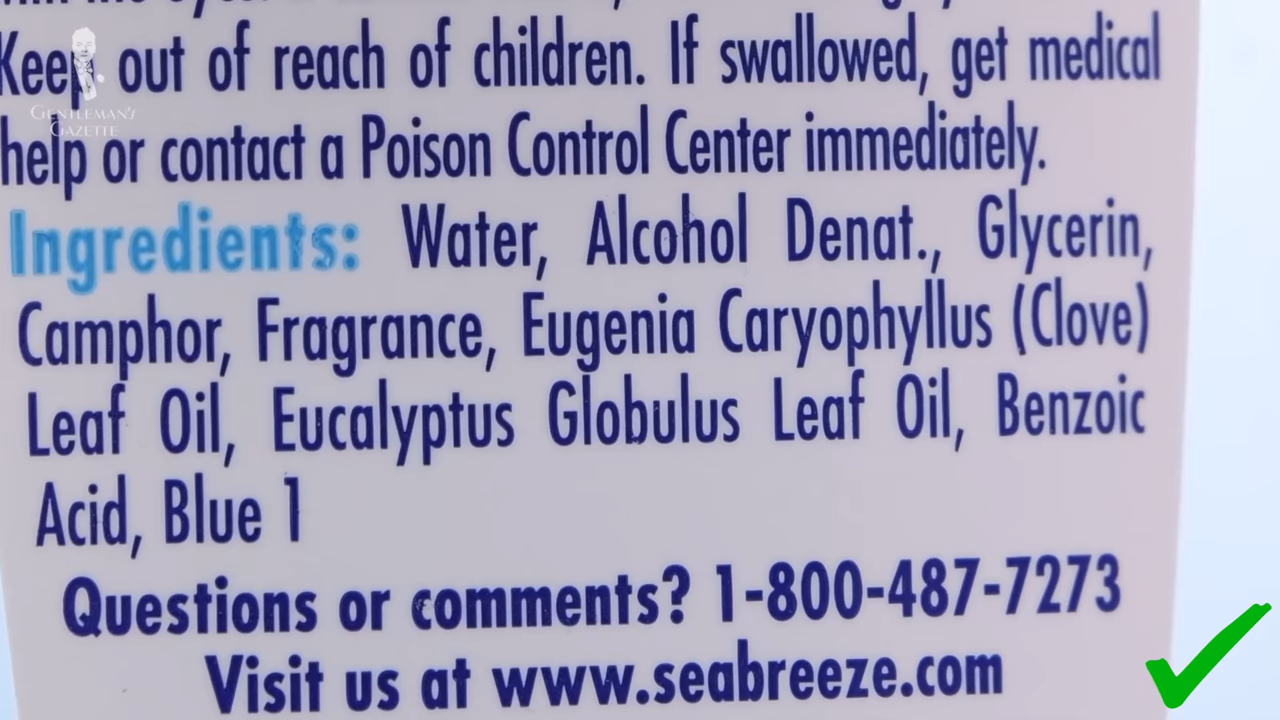 Keep out of reach of children. If swallowed, get medical
help or contact a Poison Control Center immediately.
Ingredients: Water, Alcohol Denat., Glycerin,
Camphor, Fragrance, Eugenia Caryophyllus (Clove)
Leaf Oil, Eucalyptus Globulus Leaf Oil, Benzoic
Acid, Blue 1
Questions or comments? 1-800-487-7273
Visit us at www.seabreeze.com
GENTLEMAN'S
GAZETTE